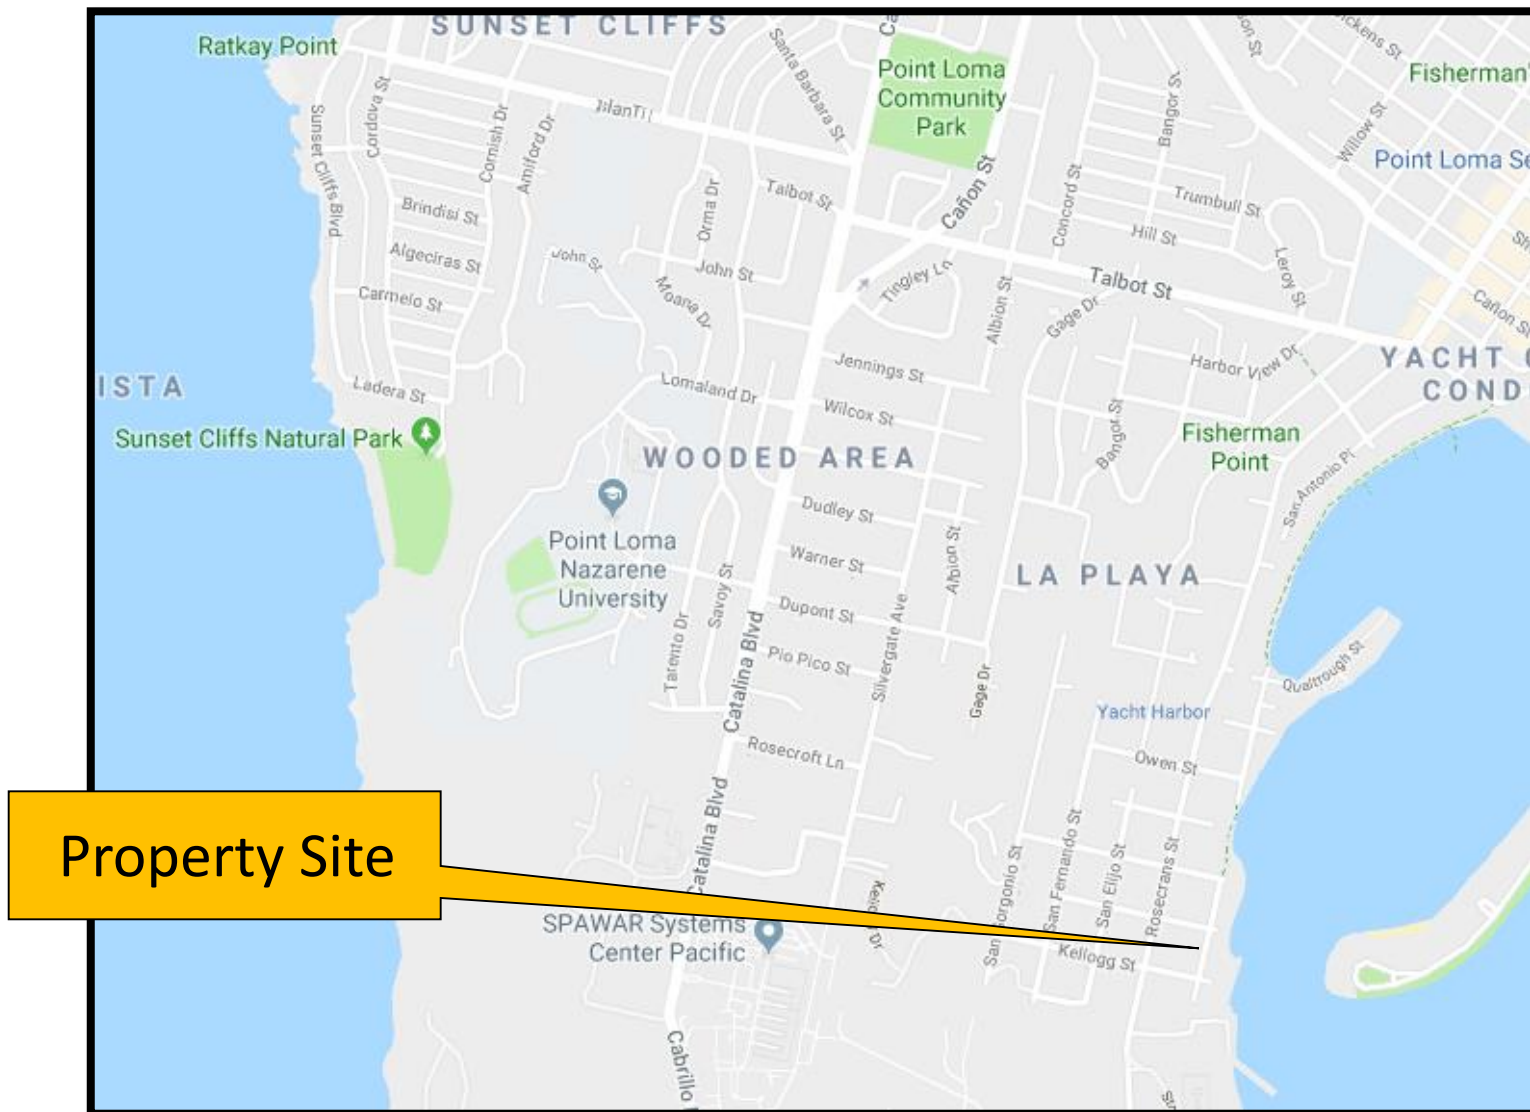 SUNSET CLIFFS
Ratkay Point
Point Loma
Community
Park
Fisherman'
Point Loma Se
Sunset Cliffs Blvd
Cordova St
Cornish Dr
Amiford Dr
Santa Barbara St
Ca
Cañon St
Concord St
Bangor St
Willow St
Brindisi St
Algeciras St
Carmelo St
Ladera St
John St
Orma Dr
Moana Dr
John St
Talbot St
Tingley Ln
Albion St
Trumbull St
Hill St
Leroy St
Talbot St
Gage Dr
Cañon St
Harbor View Dr
YACHT
COND
ISTA
Sunset Cliffs Natural Park
Lomaland Dr
Jennings St
Wilcox St
WOODED AREA
Bangor St
Fisherman
Point
San Antonio Pl
Point Loma
Nazarene
University
Dudley St
Warner St
Dupont St
Pio Pico St
Albion St
LA PLAYA
Tarento Dr
Savoy St
Catalina Blvd
Silvergate Ave
Gage Dr
Qualtrough St
Yacht Harbor
Owen St
Rosecroft Ln
Catalina Blvd
Property Site
San Gorgonio St
San Fernando St
San Elijo St
Rosecrans St
SPAWAR Systems
Center Pacific
Kellogg St
Cabrillo